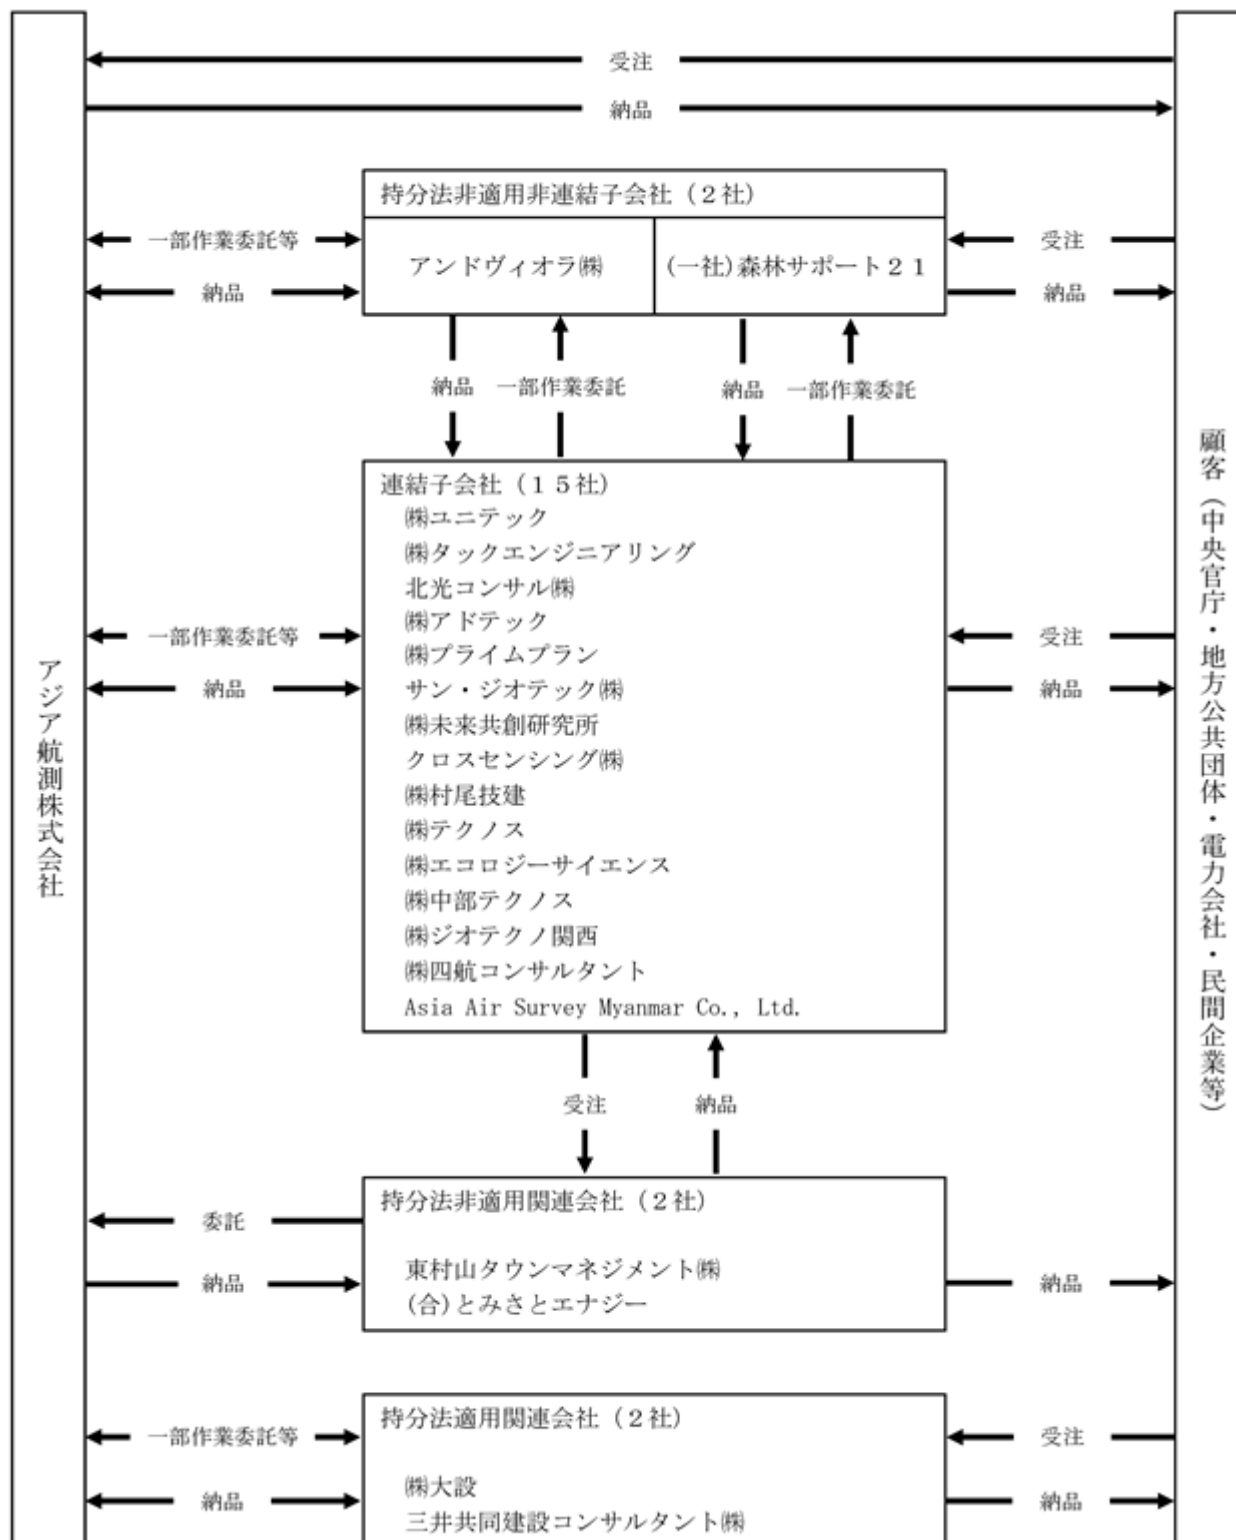 受注
納品
持分法非適用非連結子会社（２社）
一部作業委託等
受注
アンドヴィオラ㈱
(一社)森林サポート２１
納品
納品
納品
一部作業委託
納品
一部作業委託
連結子会社（１５社）
㈱ユニテック
㈱タックエンジニアリング
北光コンサル㈱
㈱アドテック
㈱プライムプラン
サン・ジオテック㈱
㈱未来共創研究所
クロスセンシング㈱
㈱村尾技建
㈱テクノス
㈱エコロジーサイエンス
㈱中部テクノス
㈱ジオテクノ関西
㈱四航コンサルタント
Asia Air Survey Myanmar Co., Ltd.
一部作業委託等
受注
納品
納品
アジア航測株式会社
顧客（中央官庁・地方公共団体・電力会社・民間企業等）
受注
納品
持分法非適用関連会社（２社）
委託
東村山タウンマネジメント㈱
(合)とみさとエナジー
納品
納品
持分法適用関連会社（２社）
一部作業委託等
受注
㈱大設
三井共同建設コンサルタント㈱
納品
納品